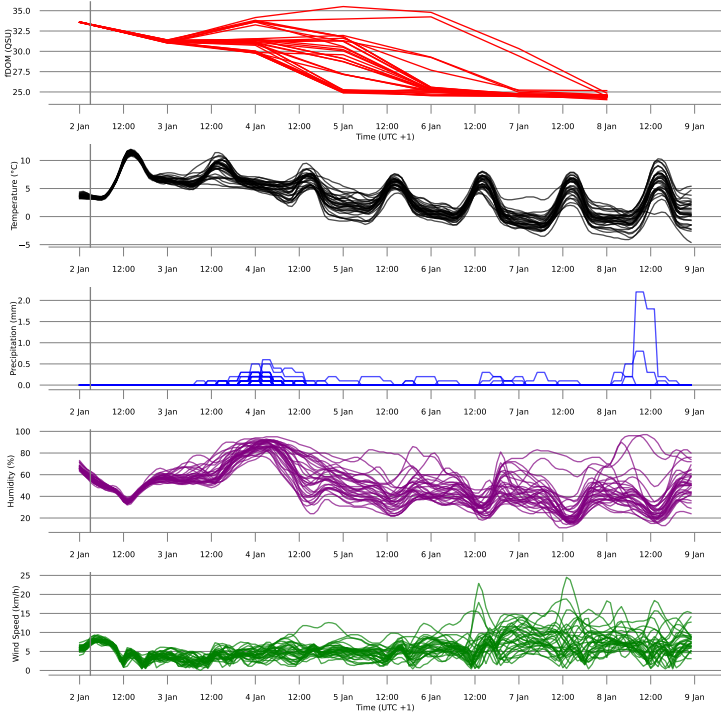 35.0
32.5
30.0
27.5
25.0
fDOM (QSU)
2 Jan 12:00 3 Jan 12:00 4 Jan 12:00 5 Jan 12:00 6 Jan 12:00 7 Jan 12:00 8 Jan 12:00 9 Jan
Time (UTC +1)
10
5
0
−5
Temperature (°C)
2 Jan 12:00 3 Jan 12:00 4 Jan 12:00 5 Jan 12:00 6 Jan 12:00 7 Jan 12:00 8 Jan 12:00 9 Jan
2.0
1.5
1.0
0.5
0.0
Precipitation (mm)
2 Jan 12:00 3 Jan 12:00 4 Jan 12:00 5 Jan 12:00 6 Jan 12:00 7 Jan 12:00 8 Jan 12:00 9 Jan
100
80
60
40
20
Humidity (%)
2 Jan 12:00 3 Jan 12:00 4 Jan 12:00 5 Jan 12:00 6 Jan 12:00 7 Jan 12:00 8 Jan 12:00 9 Jan
25
20
15
10
5
0
Wind Speed (km/h)
2 Jan 12:00 3 Jan 12:00 4 Jan 12:00 5 Jan 12:00 6 Jan 12:00 7 Jan 12:00 8 Jan 12:00 9 Jan
Time (UTC +1)